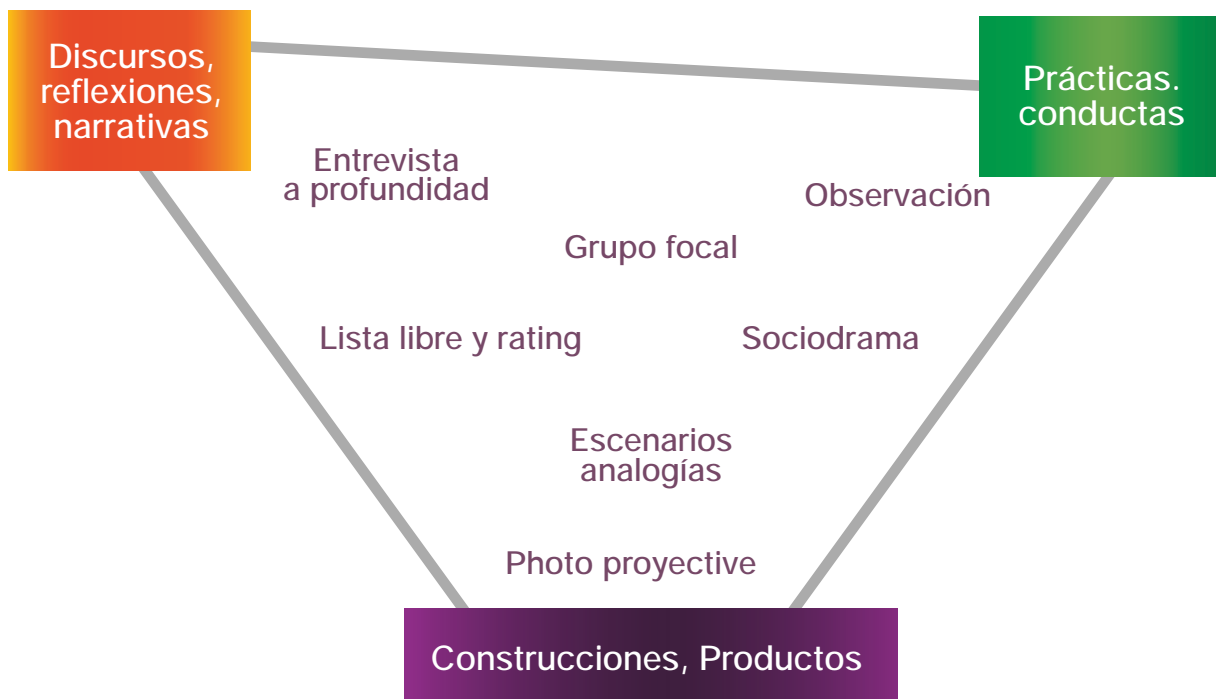 Discursos,
reflexiones,
narrativas
Prácticas.
conductas
Entrevista
a profundidad
Observación
Grupo focal
Lista libre y rating
Sociodrama
Escenarios
analogías
Photo proyective
Construcciones, Productos